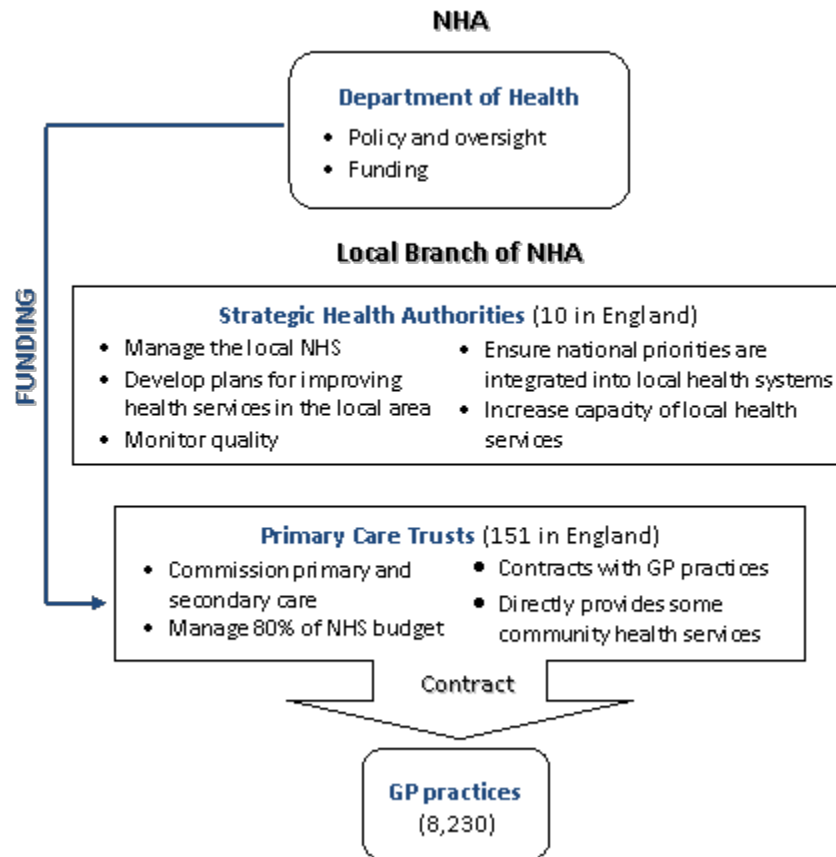 NHA
Department of Health
• Policy and oversight
• Funding
FUNDING
Local Branch of NHA
Strategic Health Authorities (10 in England)
• Manage the local NHS
• Develop plans for improving
health services in the local area
• Monitor quality
• Ensure national priorities are
integrated into local health systems
• Increase capacity of local health
services
Primary Care Trusts (151 in England)
• Commission primary and
secondary care
• Manage 80% of NHS budget
• Contracts with GP practices
• Directly provides some
community health services
Contract
GP practices
(8,230)